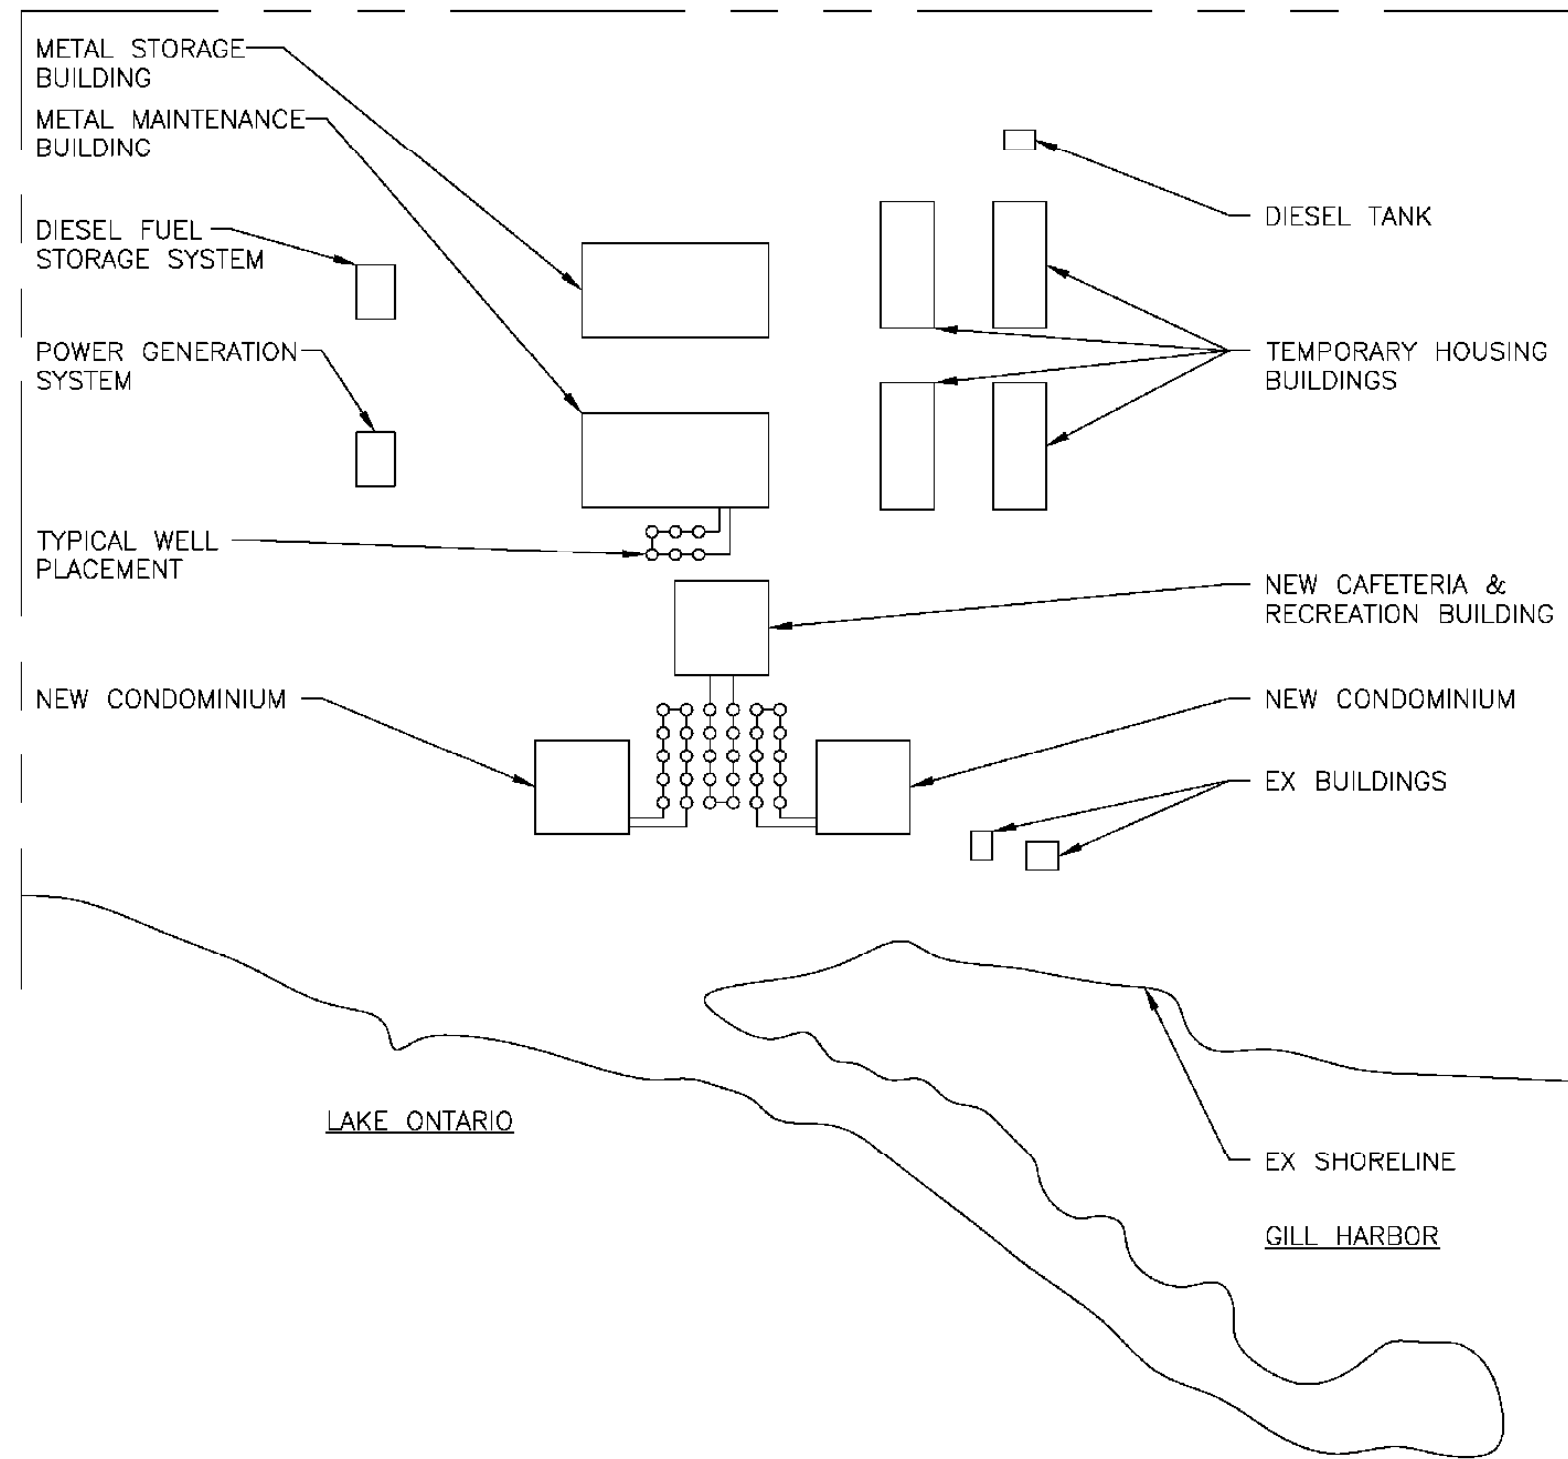 METAL STORAGE
BUILDING
METAL MAINTENANCE
BUILDING
DIESEL FUEL
STORAGE SYSTEM
POWER GENERATION
SYSTEM
TYPICAL WELL
PLACEMENT
NEW CONDOMINIUM
DIESEL TANK
TEMPORARY HOUSING
BUILDINGS
NEW CAFETERIA &
RECREATION BUILDING
NEW CONDOMINIUM
EX BUILDINGS
LAKE ONTARIO
EX SHORELINE
GILL HARBOR